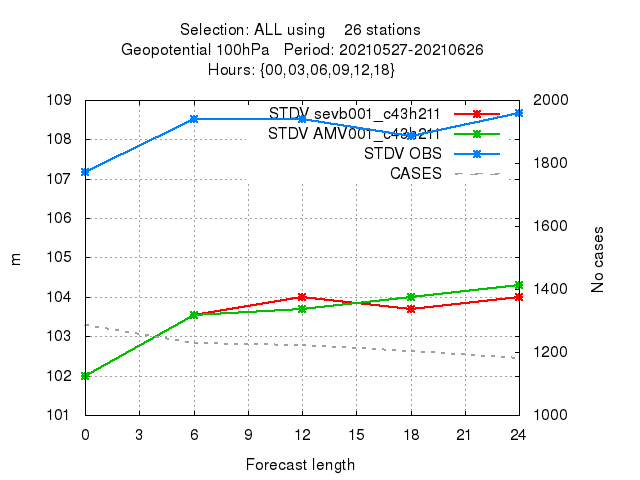 Selection: ALL using    26 stations
Geopotential 100hPa   Period: 20210527-20210626
Hours: {00,03,06,09,12,18}
109
108
107
106
105
104
103
102
101
m
STDV sevb001_c43h211
STDV AMV001_c43h211
STDV OBS
CASES
2000
1800
1600
1400
1200
1000
No cases
0 3 6 9 12 15 18 21 24
Forecast length